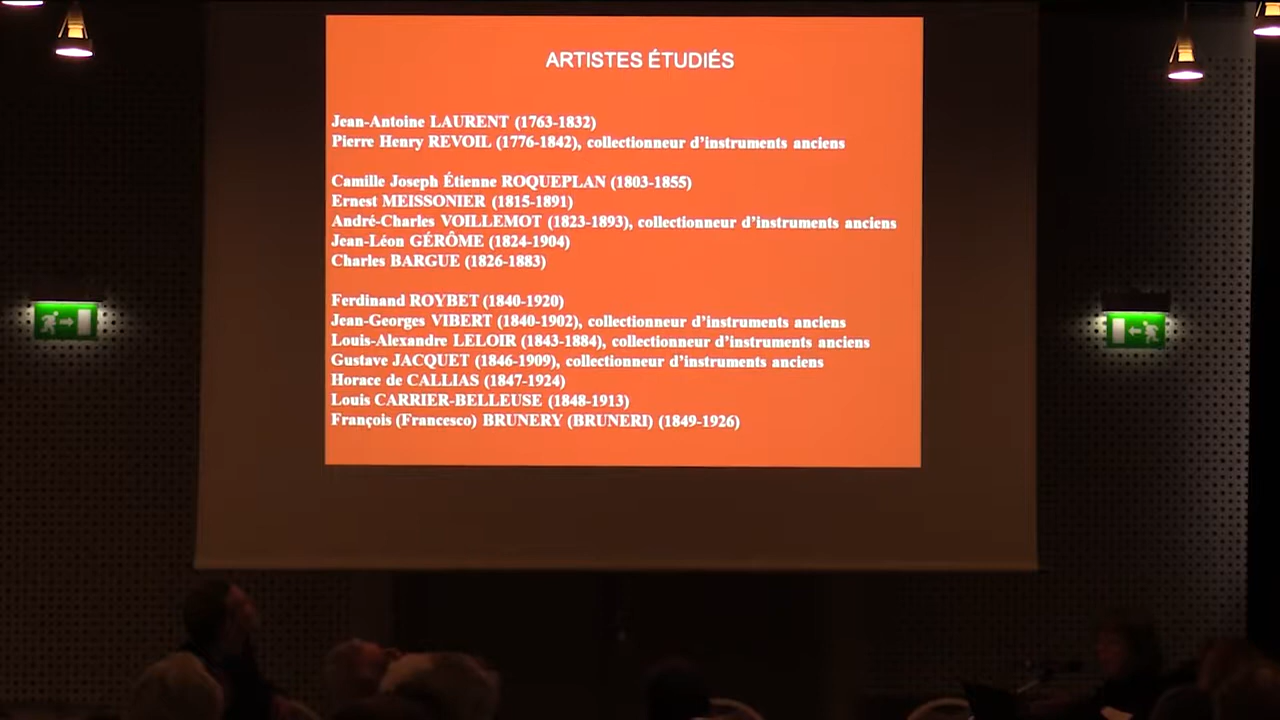 ARTISTES ÉTUDIÉS
Jean-Antoine LAURENT (1763-1832)
Pierre Henry REVOIL (1776-1842), collectionneur d'instruments anciens
Camille Joseph Étienne ROQUEPLAN (1803-1855)
Ernest MEISSONIER (1815-1891)
André-Charles VOILLEMOT (1823-1893), collectionneur d'instruments anciens
Jean-Léon GÉRÔME (1824-1904)
Charles BARGUE (1826-1883)
Ferdinand ROYBET (1840-1920)
Jean-Georges VIBERT (1840-1902), collectionneur d'instruments anciens
Louis-Alexandre LELOIR (1843-1884), collectionneur d'instruments anciens
Gustave JACQUET (1846-1909), collectionneur d'instruments anciens
Horace de CALLIAS (1847-1924)
Louis CARRIER-BELLEUSE (1848-1913)
François (Francesco) BRUNERY (BRUNERI) (1849-1926)